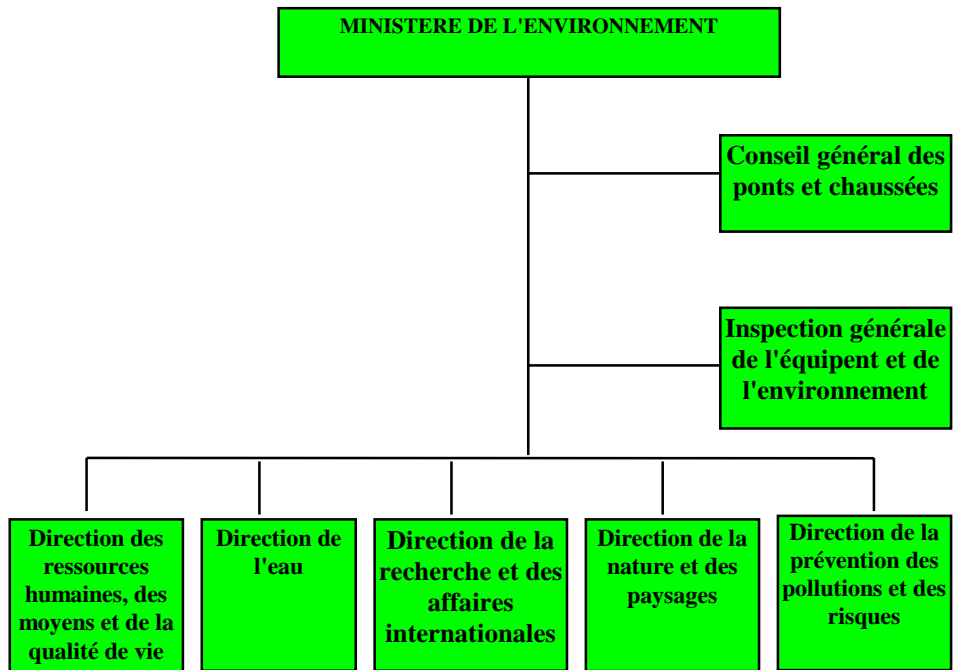 MINISTERE DE L'ENVIRONNEMENT
Conseil général des
ponts et chaussées
Inspection générale
de l'équipent et de
l'environnement
Direction des
ressources
humaines, des
moyens et de la
qualité de vie
Direction de
l'eau
Direction de la
recherche et des
affaires
internationales
Direction de la
nature et des
paysages
Direction de la
prévention des
pollutions et des
risques